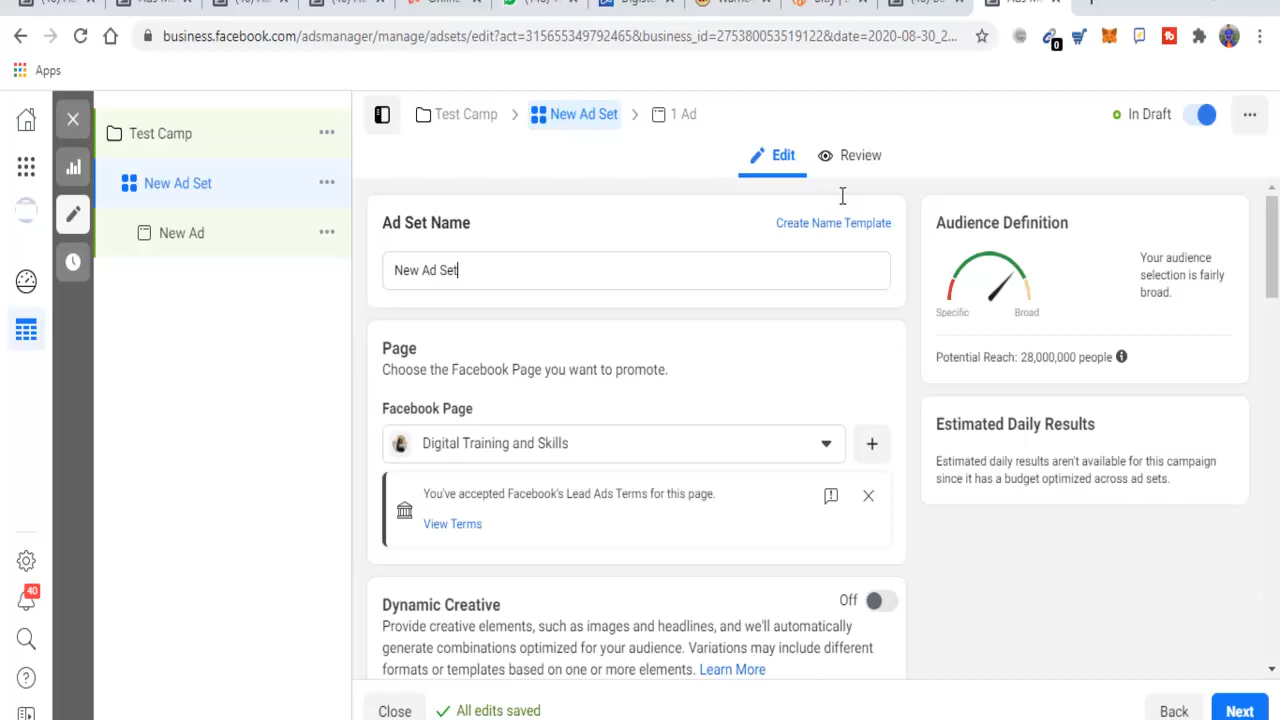 business.facebook.com/adsmanager/manage/adsets/edit?act=3156553497924658&business_id=275380053519122&date=2020-08-30_2...
0
Apps
Test Camp
New Ad Set
New Ad
Test Camp
New Ad Set
1 Ad
In Draft
Edit
Review
Ad Set Name
Create Name Template
New Ad Set
Page
Choose the Facebook Page you want to promote.
Facebook Page
Digital Training and Skills
You've accepted Facebook's Lead Ads Terms for this page.
View Terms
Dynamic Creative
Off
Provide creative elements, such as images and headlines, and we'll automatically
generate combinations optimized for your audience. Variations may include different
formats or templates based on one or more elements. Learn More
Audience Definition
Your audience
selection is fairly
broad.
Specific
Broad
Potential Reach: 28,000,000 people
Estimated Daily Results
Estimated daily results aren't available for this campaign
since it has a budget optimized across ad sets.
40
Close
All edits saved
Back
Next